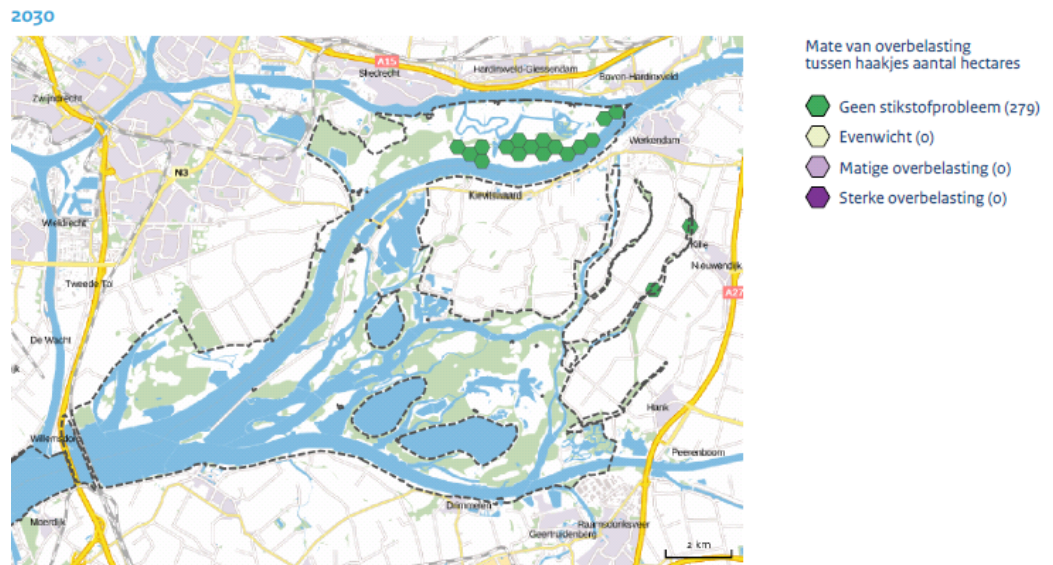 2030
Mate van overbelasting
tussen haakjes aantal hectares
Geen stikstofprobleem (279)
Evenwicht (0)
Matige overbelasting (0)
Sterke overbelasting (0)
A15
Sliedrecht
Hardinxveld-Giessendam
Boven-Hardinxveld
Zwijndrecht
Werkendam
N3
Kievitswaard
Wieldrecht
Kille
Nieuwendijk
Tweede Tol
A27
De Wacht
Hank
Willemsdorp
Peerenboom
Drimmelen
Moerdijk
Raamsdonksveer
Geertruidenberg
2 km